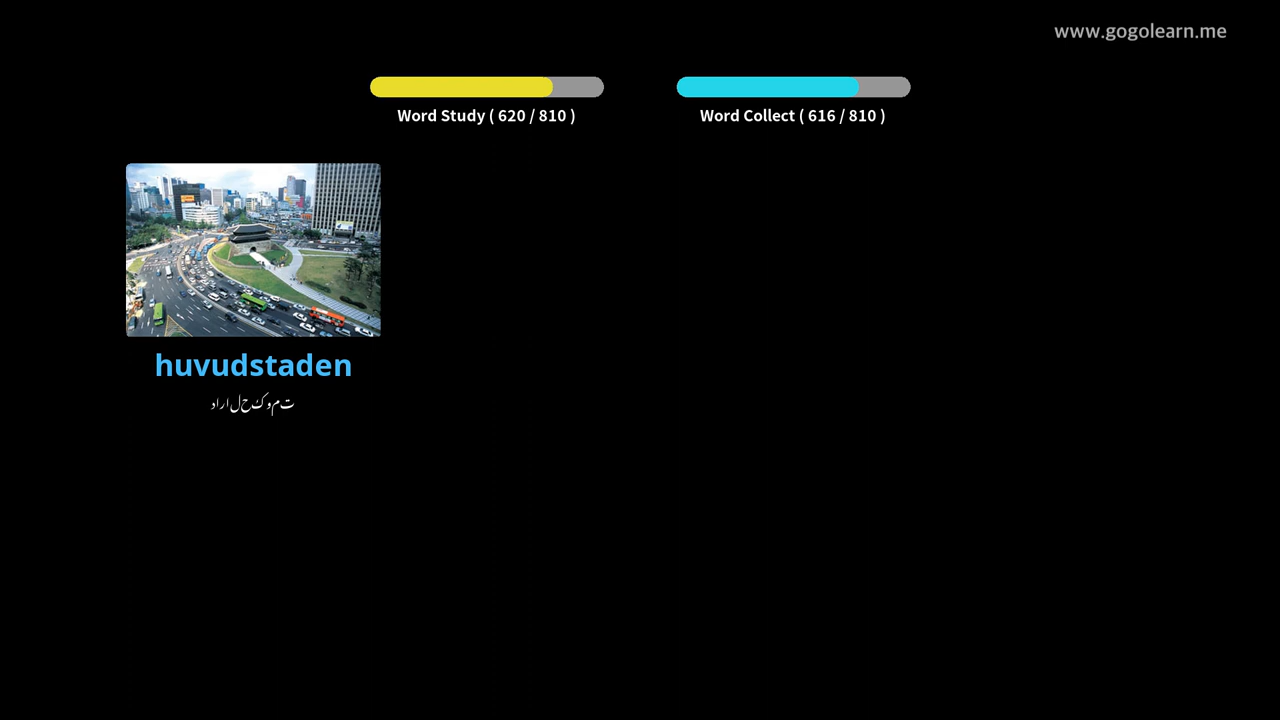 www.gogolearn.me
Word Study ( 620 / 810 )
Word Collect ( 616 / 810 )
huvudstaden
دارالحکومت